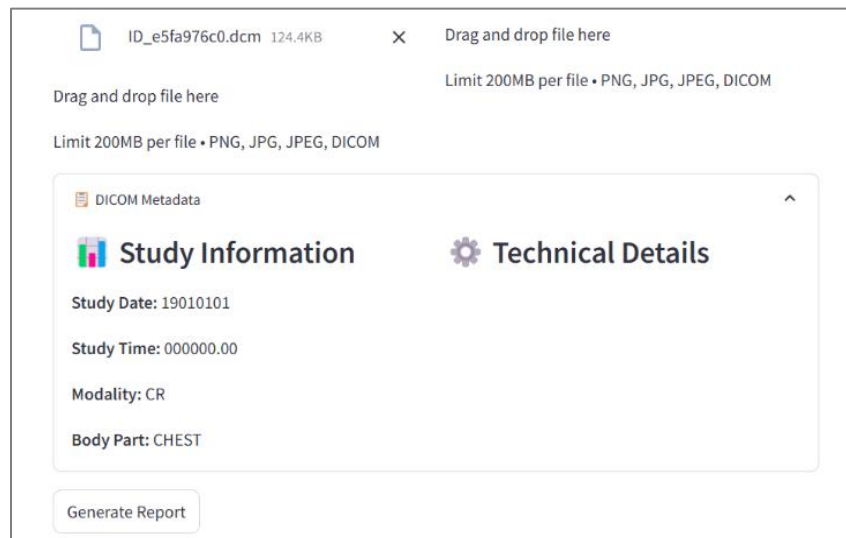 ID_e5fa976c0.dcm 124.4KB
Drag and drop file here
Limit 200MB per file • PNG, JPG, JPEG, DICOM
Drag and drop file here
Limit 200MB per file • PNG, JPG, JPEG, DICOM
DICOM Metadata
Study Information
Study Date: 19010101
Study Time: 000000.00
Modality: CR
Body Part: CHEST
Technical Details
Generate Report